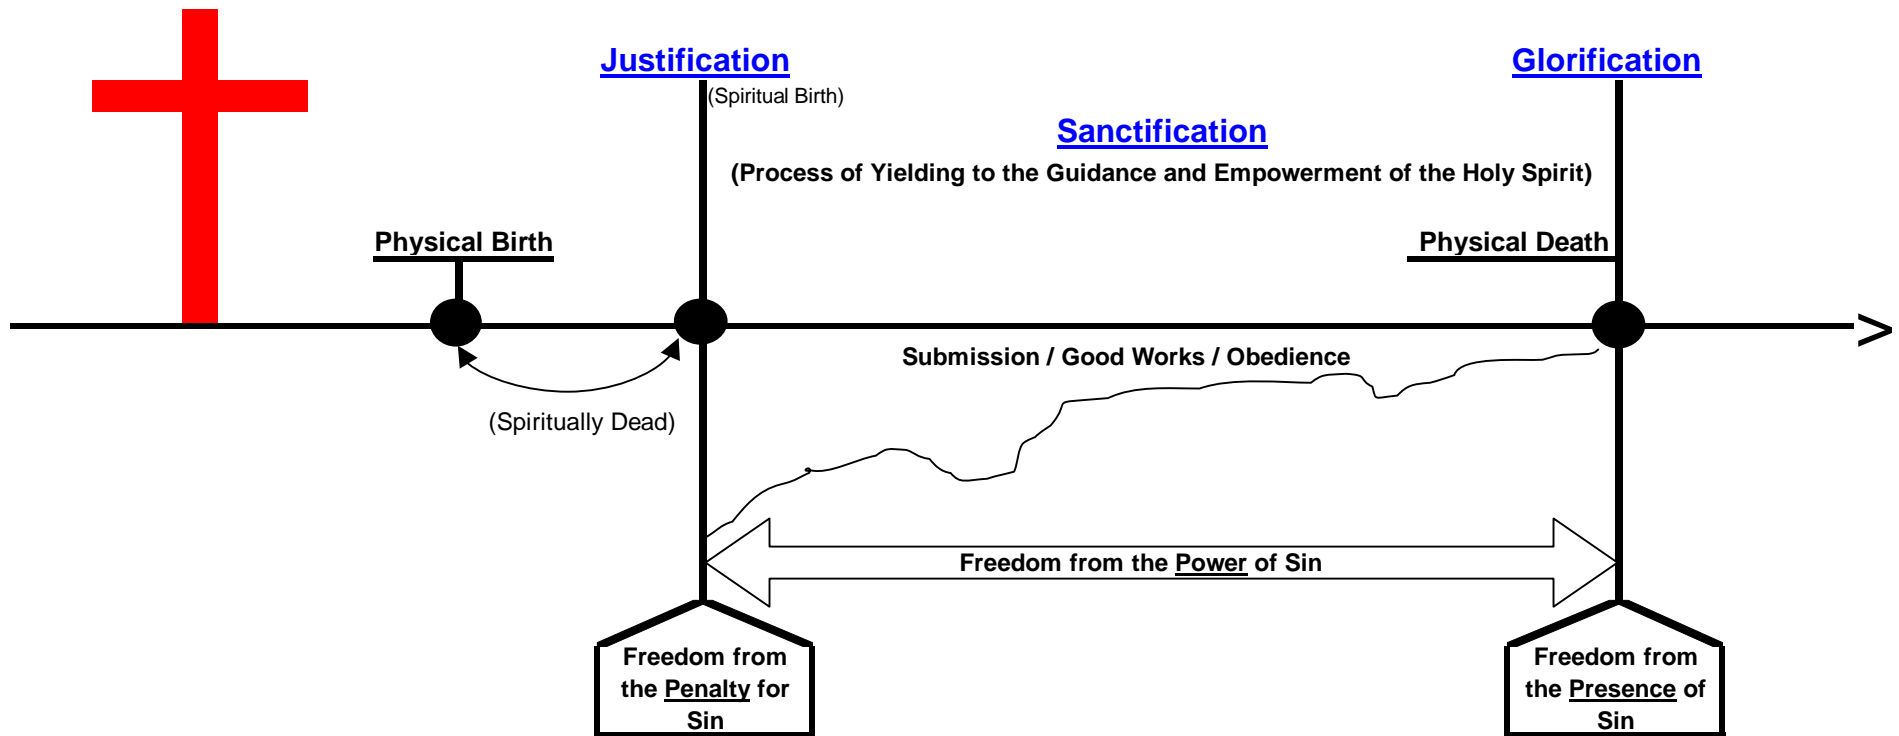 Justification
Glorification
(Spiritual Birth)
Sanctification
(Process of Yielding to the Guidance and Empowerment of the Holy Spirit)
Physical Birth
Physical Death
Submission / Good Works / Obedience
(Spiritually Dead)
Freedom from the Power of Sin
Freedom from
the Penalty for
Sin
Freedom from
the Presence of
Sin